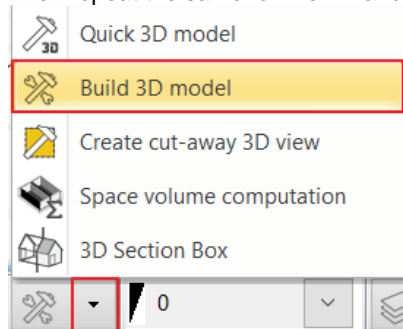 Quick 3D model
Build 3D model
Create cut-away 3D view
Space volume computation
3D Section Box
0